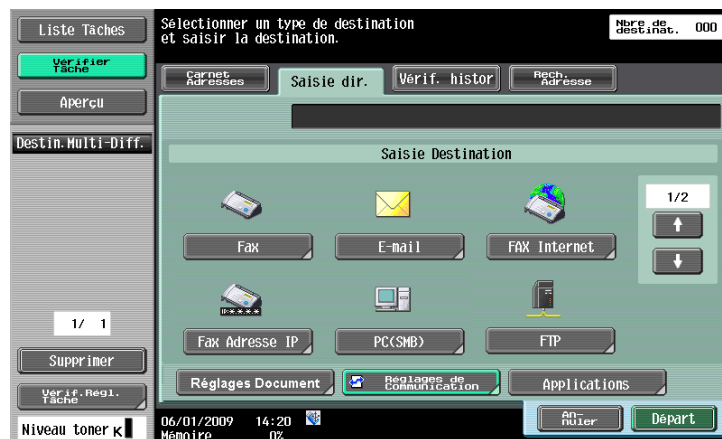 Liste Tâches
Vérifier
Tâche
Aperçu
Destin.Multi-Diff.
1/ 1
Supprimer
Vérif.Régl.
Tâche
Niveau toner K
Sélectionner un type de destination
et saisir la destination.
Nbre de
destinat. 000
Carnet
Adresses
Saisie dir.
Vérif. histor
Rech.
Adresse
Saisie Destination
1/2
Fax
E-mail
FAX Internet
IP✱✱✱✱
Fax Adresse IP
PC(SMB)
FTP
Réglages Document
Réglages de
Communication
Applications
06/01/2009 14:20
Mémoire 0%
An-
nuler
Départ